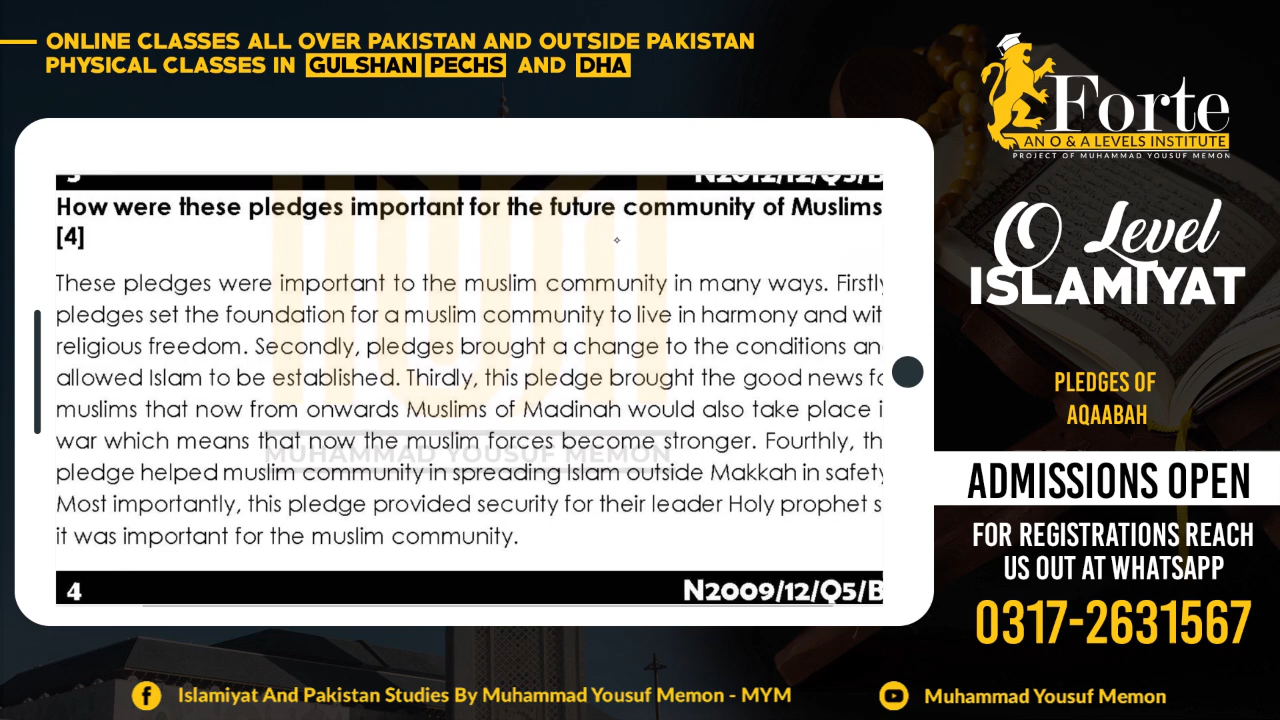 ONLINE CLASSES ALL OVER PAKISTAN AND OUTSIDE PAKISTAN
PHYSICAL CLASSES IN GULSHAN PECHS AND DHA
Forte
AN O & A LEVELS INSTITUTE
PROJECT OF MUHAMMAD YOUSUF MEMON
3 N2012/12/Q5/B
How were these pledges important for the future community of Muslims
[4]
These pledges were important to the muslim community in many ways. Firstly
pledges set the foundation for a muslim community to live in harmony and wit
religious freedom. Secondly, pledges brought a change to the conditions an
allowed Islam to be established. Thirdly, this pledge brought the good news fo
muslims that now from onwards Muslims of Madinah would also take place i
war which means that now the muslim forces become stronger. Fourthly, th
pledge helped muslim community in spreading Islam outside Makkah in safety
Most importantly, this pledge provided security for their leader Holy prophet s
it was important for the muslim community.
MUHAMMAD YOUSUF MEMON
4 N2009/12/Q5/B
O Level
ISLAMIYAT
PLEDGES OF
AQAABAH
ADMISSIONS OPEN
FOR REGISTRATIONS REACH
US OUT AT WHATSAPP
0317-2631567
Islamiyat And Pakistan Studies By Muhammad Yousuf Memon - MYM
Muhammad Yousuf Memon